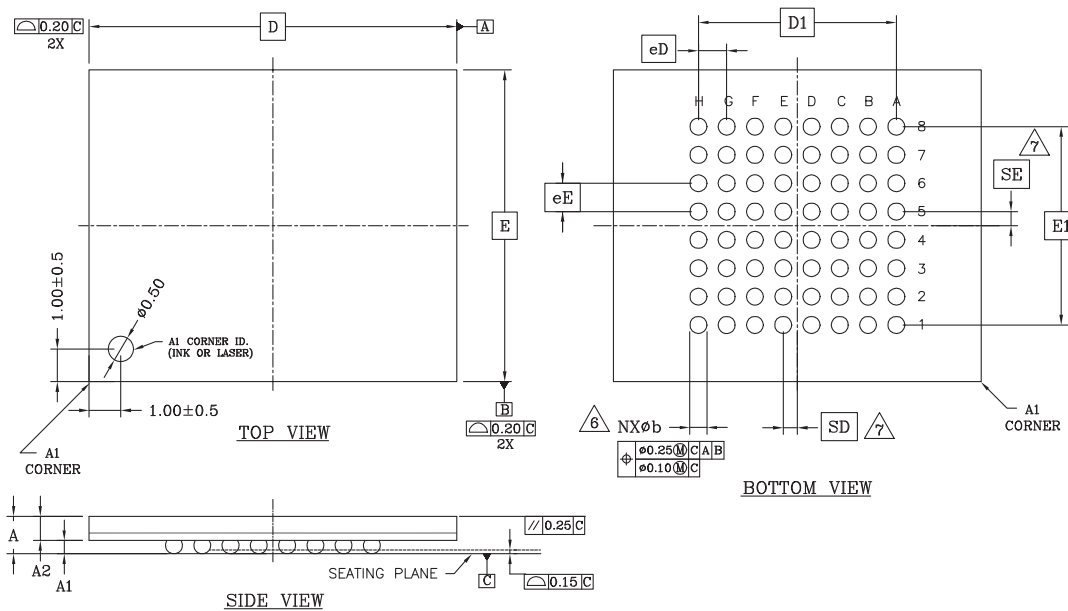 ⌓ 0.20 C
2X
D
A
E
1.00±0.5
ø0.50
A1 CORNER ID.
(INK OR LASER)
1.00±0.5
B
⌓ 0.20 C
2X
TOP VIEW
A1
CORNER
D1
eD
H G F E D C B A
8
7
6
5
4
3
2
1
7
SE
eE
E1
6 NXøb
SD 7
⌖ ø0.25Ⓜ C A B
ø0.10Ⓜ C
A1
CORNER
BOTTOM VIEW
A
A2
A1
// 0.25 C
SEATING PLANE
C
⌓ 0.15 C
SIDE VIEW